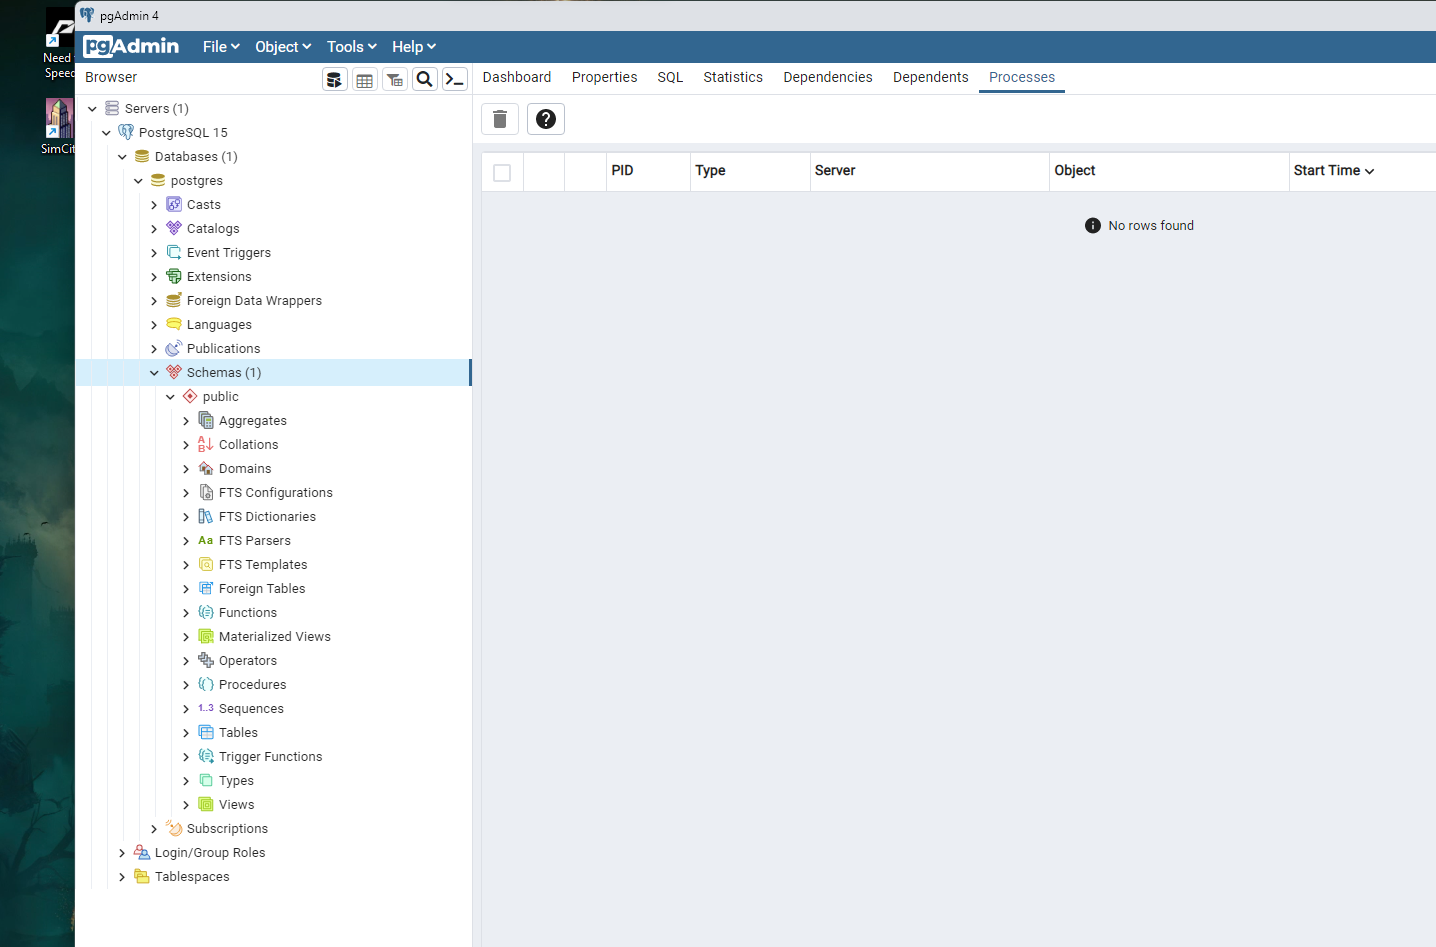 pgAdmin 4
Need
Speed
SimCit
pgAdmin File Object Tools Help
Browser
Dashboard Properties SQL Statistics Dependencies Dependents Processes
PID Type Server Object Start Time
No rows found
Servers (1)
PostgreSQL 15
Databases (1)
postgres
Casts
Catalogs
Event Triggers
Extensions
Foreign Data Wrappers
Languages
Publications
Schemas (1)
public
Aggregates
Collations
Domains
FTS Configurations
FTS Dictionaries
Aa FTS Parsers
FTS Templates
Foreign Tables
Functions
Materialized Views
Operators
Procedures
1..3 Sequences
Tables
Trigger Functions
Types
Views
Subscriptions
Login/Group Roles
Tablespaces